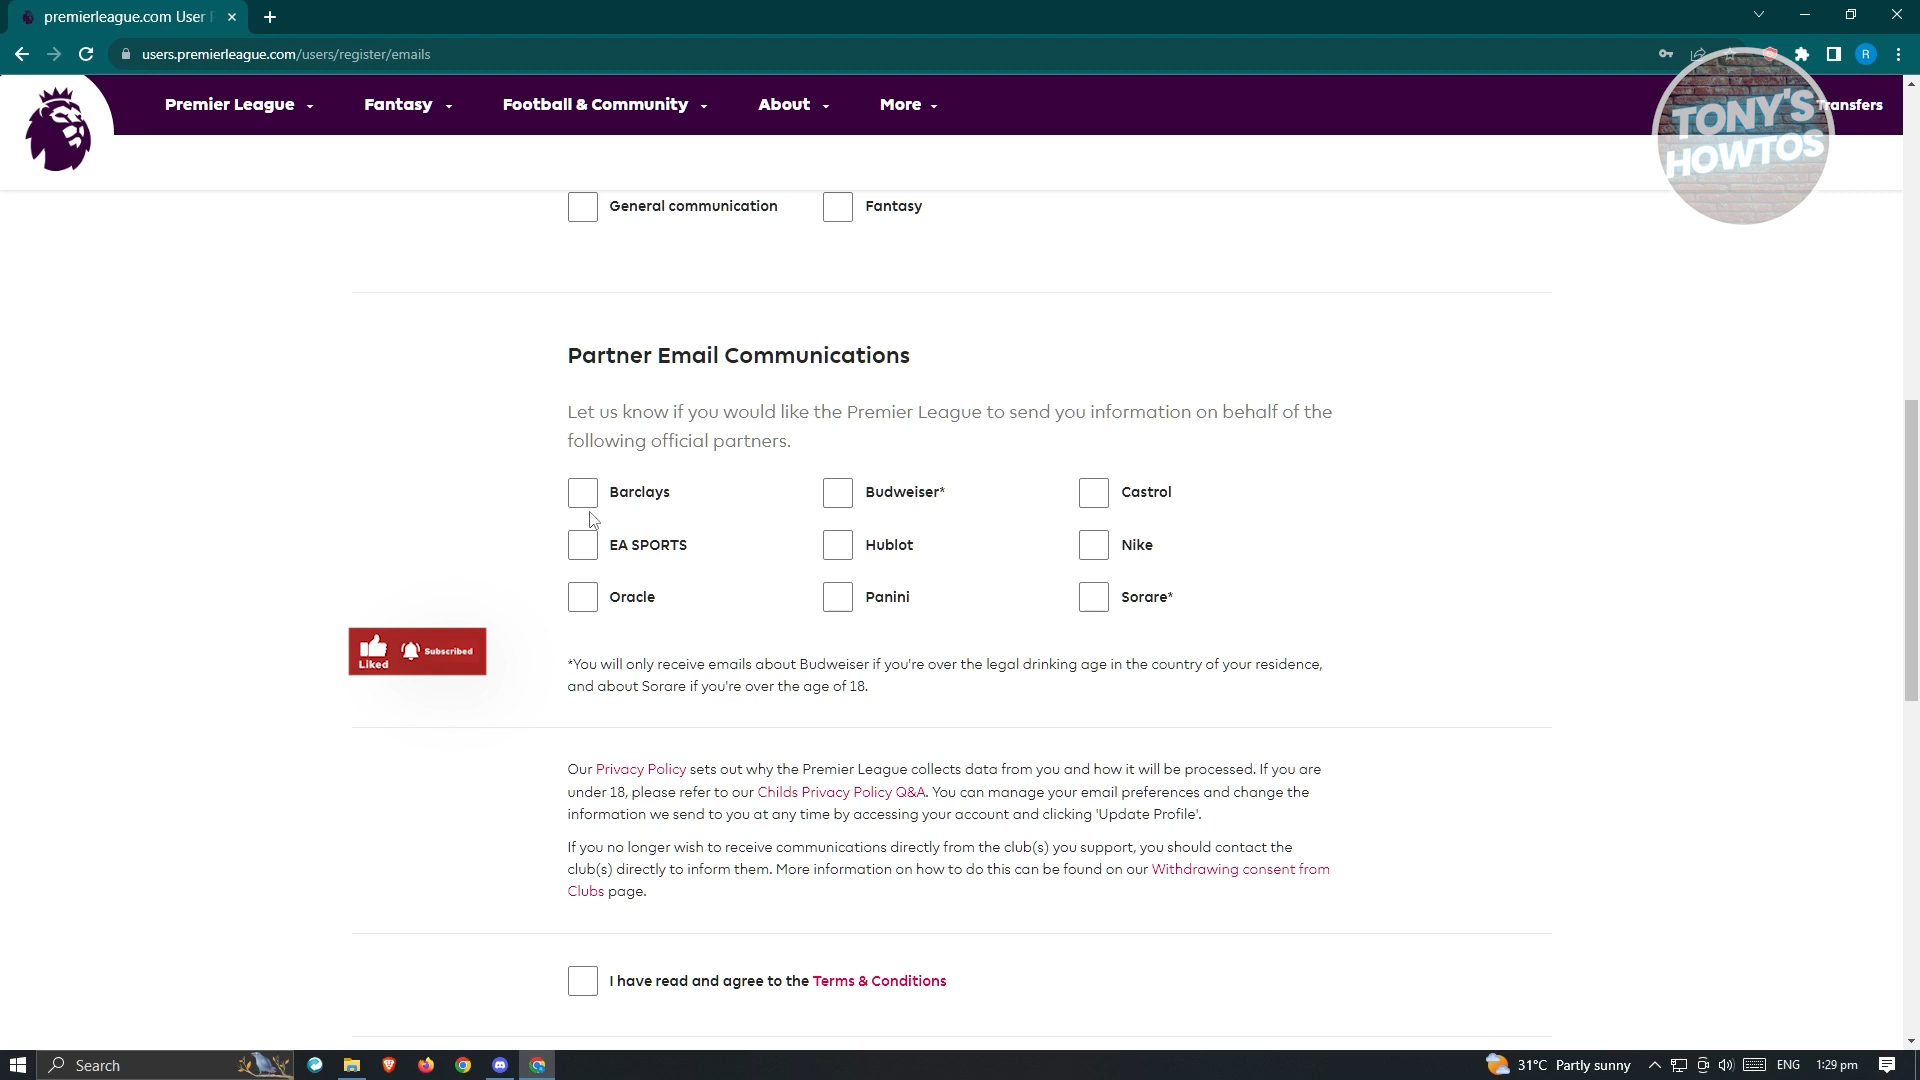 premierleague.com User
users.premierleague.com/users/register/emails
R
Premier League
Fantasy
Football & Community
About
More
Transfers
TONY'S
HOWTOS
General communication
Fantasy
Partner Email Communications
Let us know if you would like the Premier League to send you information on behalf of the
following official partners.
Barclays
Budweiser*
Castrol
EA SPORTS
Hublot
Nike
Oracle
Panini
Sorare*
Liked
Subscribed
*You will only receive emails about Budweiser if you're over the legal drinking age in the country of your residence,
and about Sorare if you're over the age of 18.
Our Privacy Policy sets out why the Premier League collects data from you and how it will be processed. If you are
under 18, please refer to our Childs Privacy Policy Q&A. You can manage your email preferences and change the
information we send to you at any time by accessing your account and clicking 'Update Profile'.
If you no longer wish to receive communications directly from the club(s) you support, you should contact the
club(s) directly to inform them. More information on how to do this can be found on our Withdrawing consent from
Clubs page.
I have read and agree to the Terms & Conditions
Search
31°C Partly sunny
ENG
1:29 pm